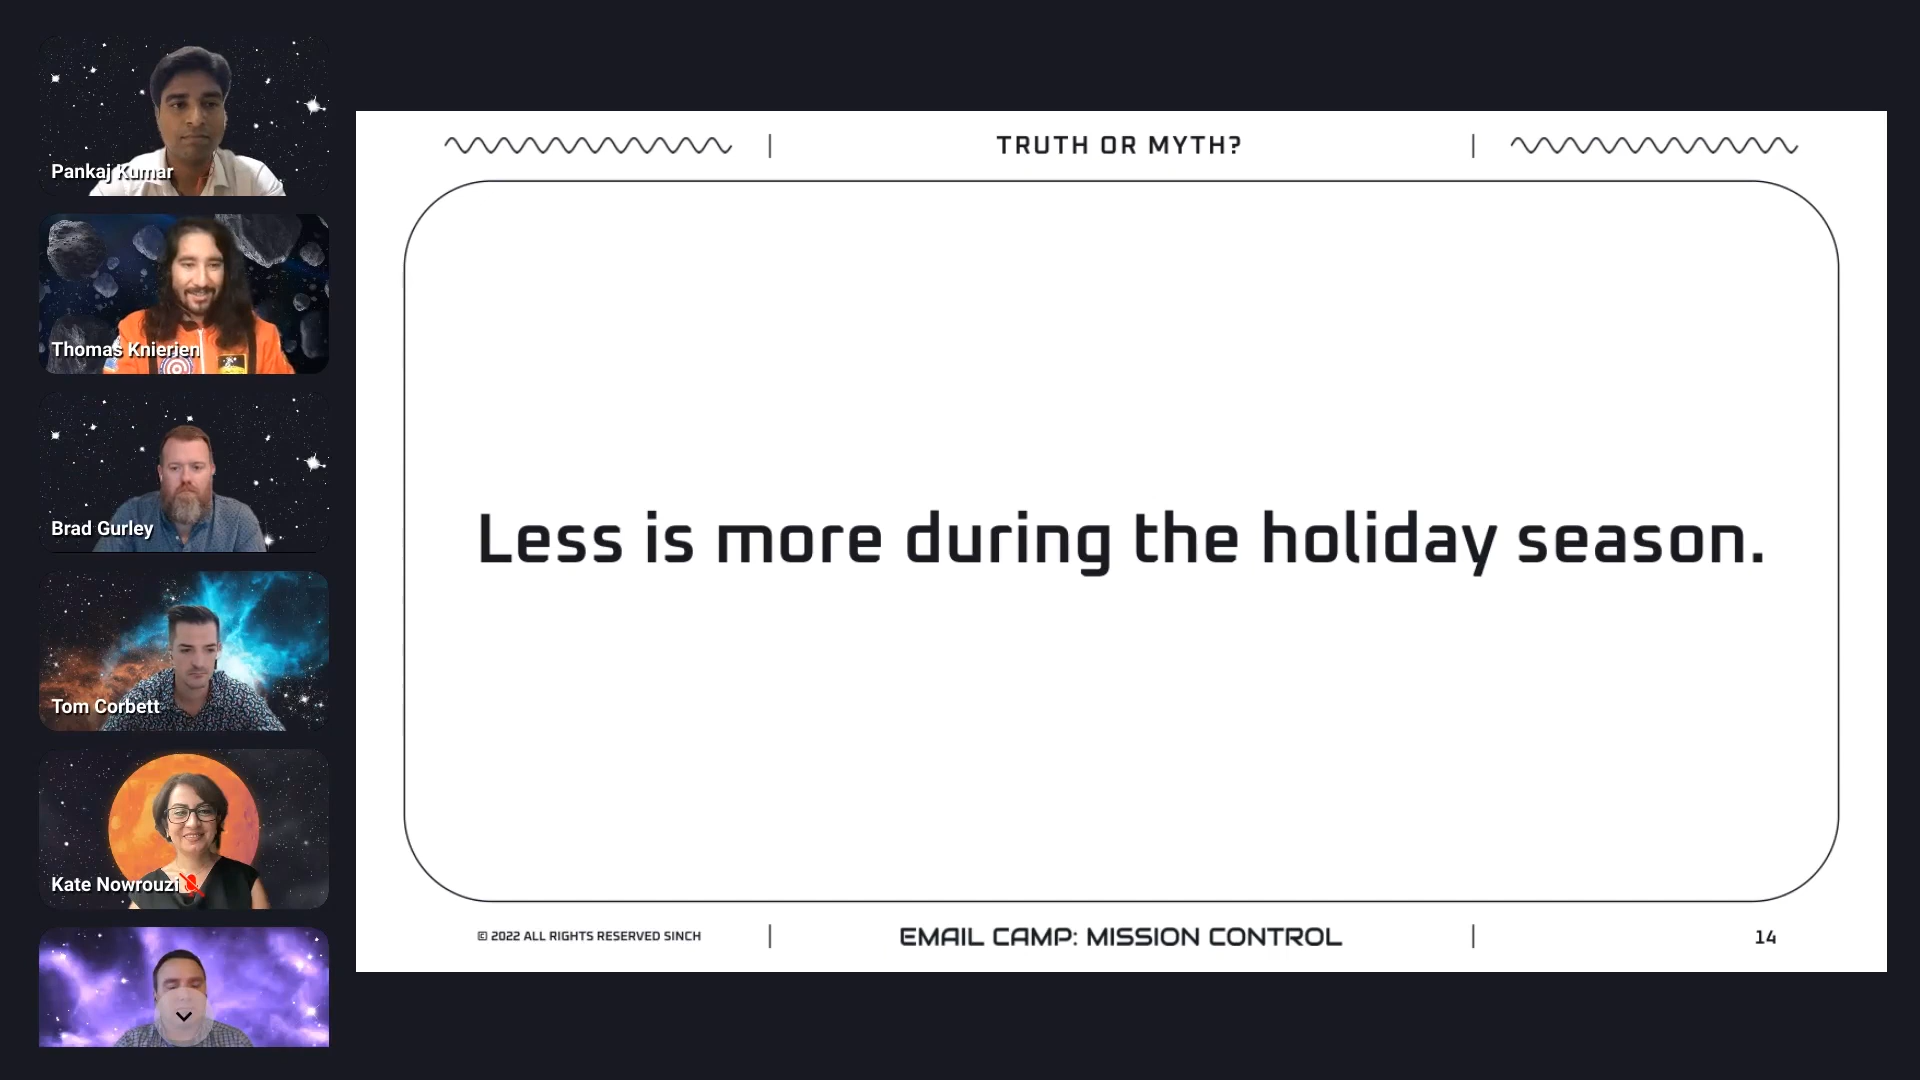 Pankaj Kumar
Thomas Knierien
Brad Gurley
Tom Corbett
Kate Nowrouzi
TRUTH OR MYTH?
Less is more during the holiday season.
© 2022 ALL RIGHTS RESERVED SINCH
EMAIL CAMP: MISSION CONTROL
14